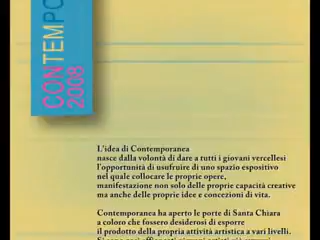 CONTEMPO
2008
L'idea di Contemporanea
nasce dalla volontà di dare a tutti i giovani vercellesi
l'opportunità di usufruire di uno spazio espositivo
nel quale collocare le proprie opere,
manifestazione non solo delle proprie capacità creative
ma anche delle proprie idee e concezioni di vita.
Contemporanea ha aperto le porte di Santa Chiara
a coloro che fossero desiderosi di esporre
il prodotto della propria attività artistica a vari livelli.